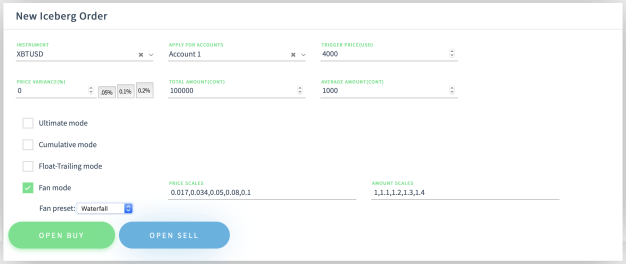 New Iceberg Order
INSTRUMENT APPLY FOR ACCOUNTS TRIGGER PRICE(USD)
XBTUSD Account 1 4000
PRICE VARIANCE(%) TOTAL AMOUNT(CONT) AVERAGE AMOUNT(CONT)
0 .05% 0.1% 0.2% 100000 1000
Ultimate mode
Cumulative mode
Float-Trailing mode
PRICE SCALES AMOUNT SCALES
Fan mode 0.017,0.034,0.05,0.08,0.1 1,1,1.1,1.2,1.3,1.4
Fan preset: Waterfall
OPEN BUY OPEN SELL